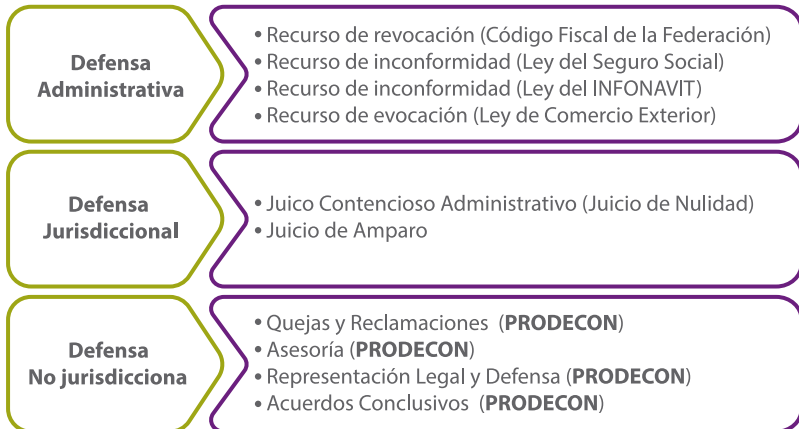 Defensa
Administrativa
• Recurso de revocación (Código Fiscal de la Federación)
• Recurso de inconformidad (Ley del Seguro Social)
• Recurso de inconformidad (Ley del INFONAVIT)
• Recurso de evocación (Ley de Comercio Exterior)
Defensa
Jurisdiccional
• Juico Contencioso Administrativo (Juicio de Nulidad)
• Juicio de Amparo
Defensa
No jurisdicciona
• Quejas y Reclamaciones (PRODECON)
• Asesoría (PRODECON)
• Representación Legal y Defensa (PRODECON)
• Acuerdos Conclusivos (PRODECON)